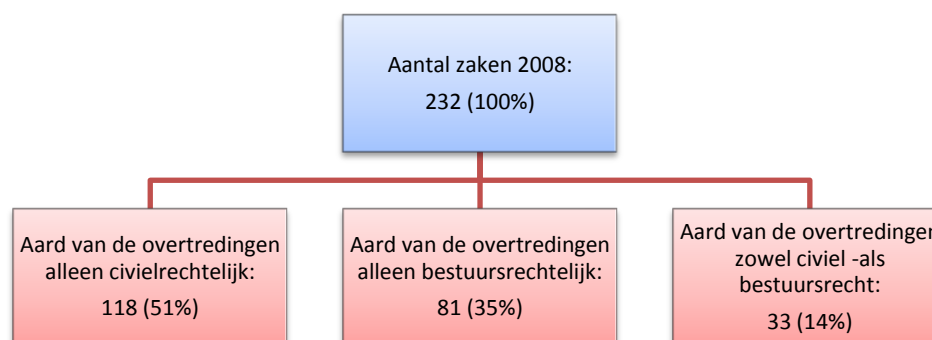 Aantal zaken 2008:
232 (100%)
Aard van de overtredingen
alleen civielrechtelijk:
118 (51%)
Aard van de overtredingen
alleen bestuursrechtelijk:
81 (35%)
Aard van de overtredingen
zowel civiel -als
bestuursrecht:
33 (14%)